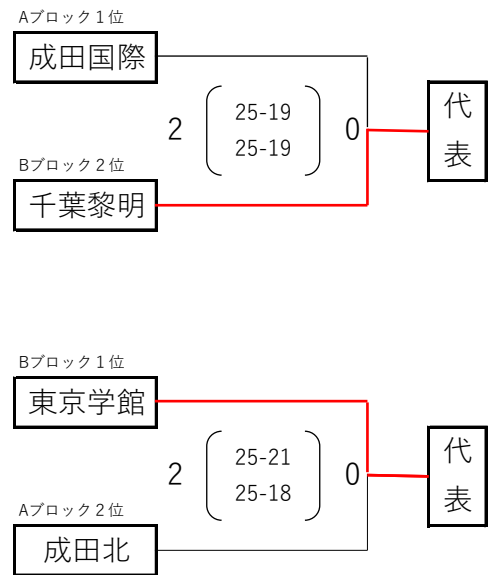 Aブロック１位
成田国際
2
25-19
25-19
0
代
表
Bブロック２位
千葉黎明
Bブロック１位
東京学館
2
25-21
25-18
0
代
表
Aブロック２位
成田北